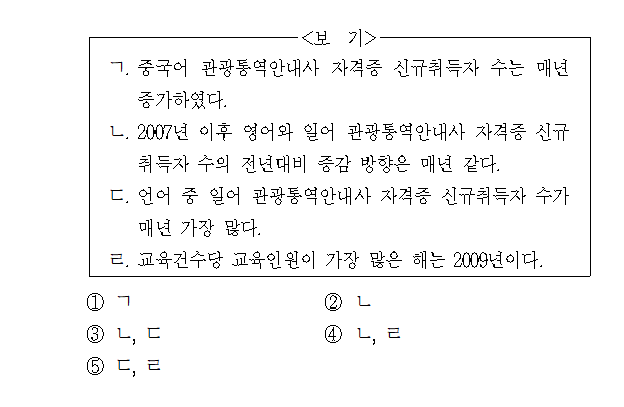 <보 기>
ㄱ. 중국어 관광통역안내사 자격증 신규취득자 수는 매년
증가하였다.
ㄴ. 2007년 이후 영어와 일어 관광통역안내사 자격증 신규
취득자 수의 전년대비 증감 방향은 매년 같다.
ㄷ. 언어 중 일어 관광통역안내사 자격증 신규취득자 수가
매년 가장 많다.
ㄹ. 교육건수당 교육인원이 가장 많은 해는 2009년이다.
① ㄱ ② ㄴ
③ ㄴ, ㄷ ④ ㄴ, ㄹ
⑤ ㄷ, ㄹ